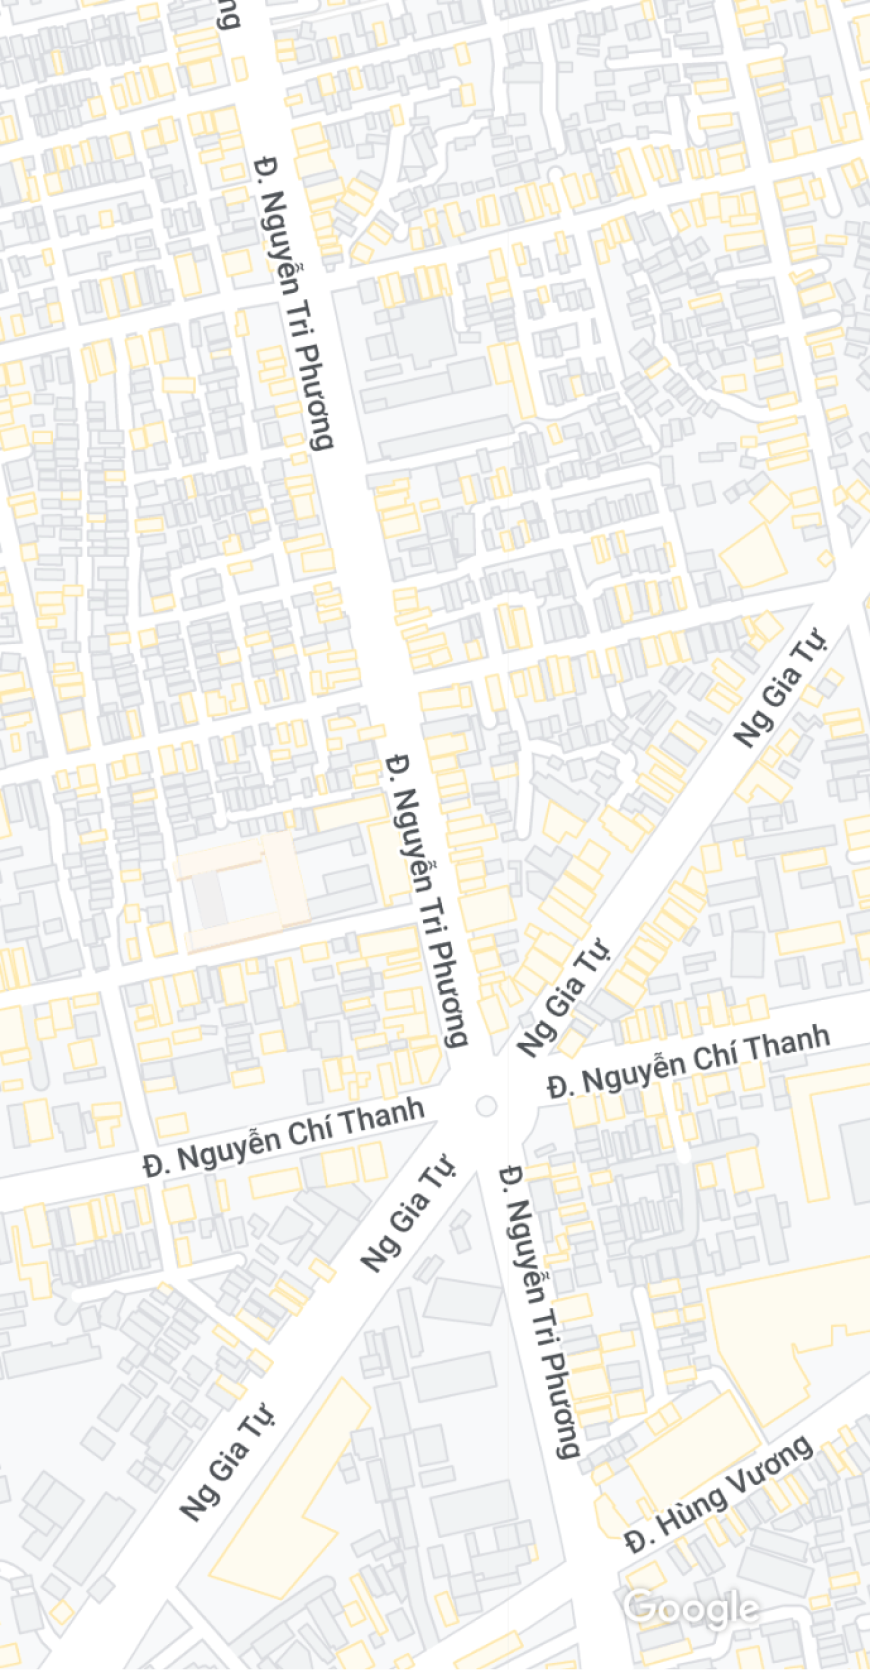 ng
Đ. Nguyễn Tri Phương
Ng Gia Tự
Đ. Nguyễn Tri Phương
Ng Gia Tự
Đ. Nguyễn Chí Thanh
Đ. Nguyễn Chí Thanh
Ng Gia Tự
Đ. Nguyễn Tri Phương
Ng Gia Tự
Đ. Hùng Vương
Google